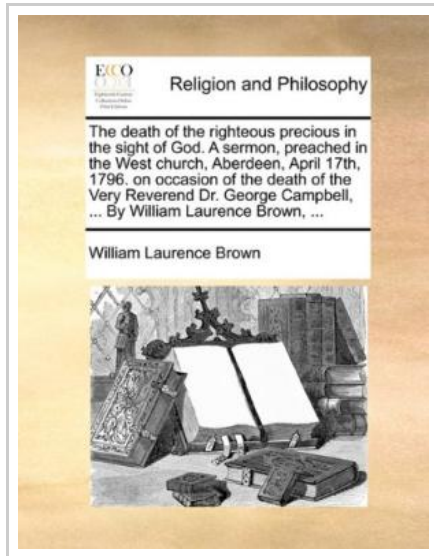 ECCO
Religion and Philosophy
The death of the righteous precious in
the sight of God. A sermon, preached in
the West church, Aberdeen, April 17th,
1796. on occasion of the death of the
Very Reverend Dr. George Campbell,
... By William Laurence Brown, ...
William Laurence Brown